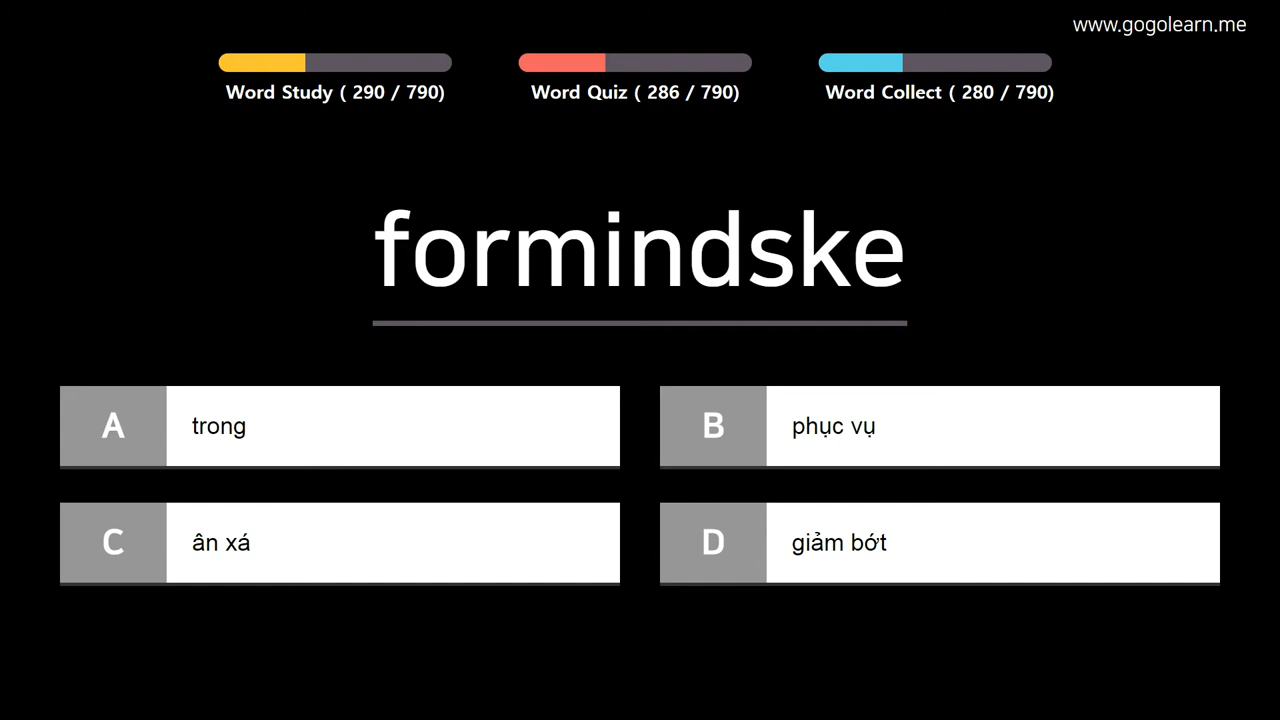 www.gogolearn.me
Word Study ( 290 / 790)
Word Quiz ( 286 / 790)
Word Collect ( 280 / 790)
formindske
A trong
B phục vụ
C ân xá
D giảm bớt